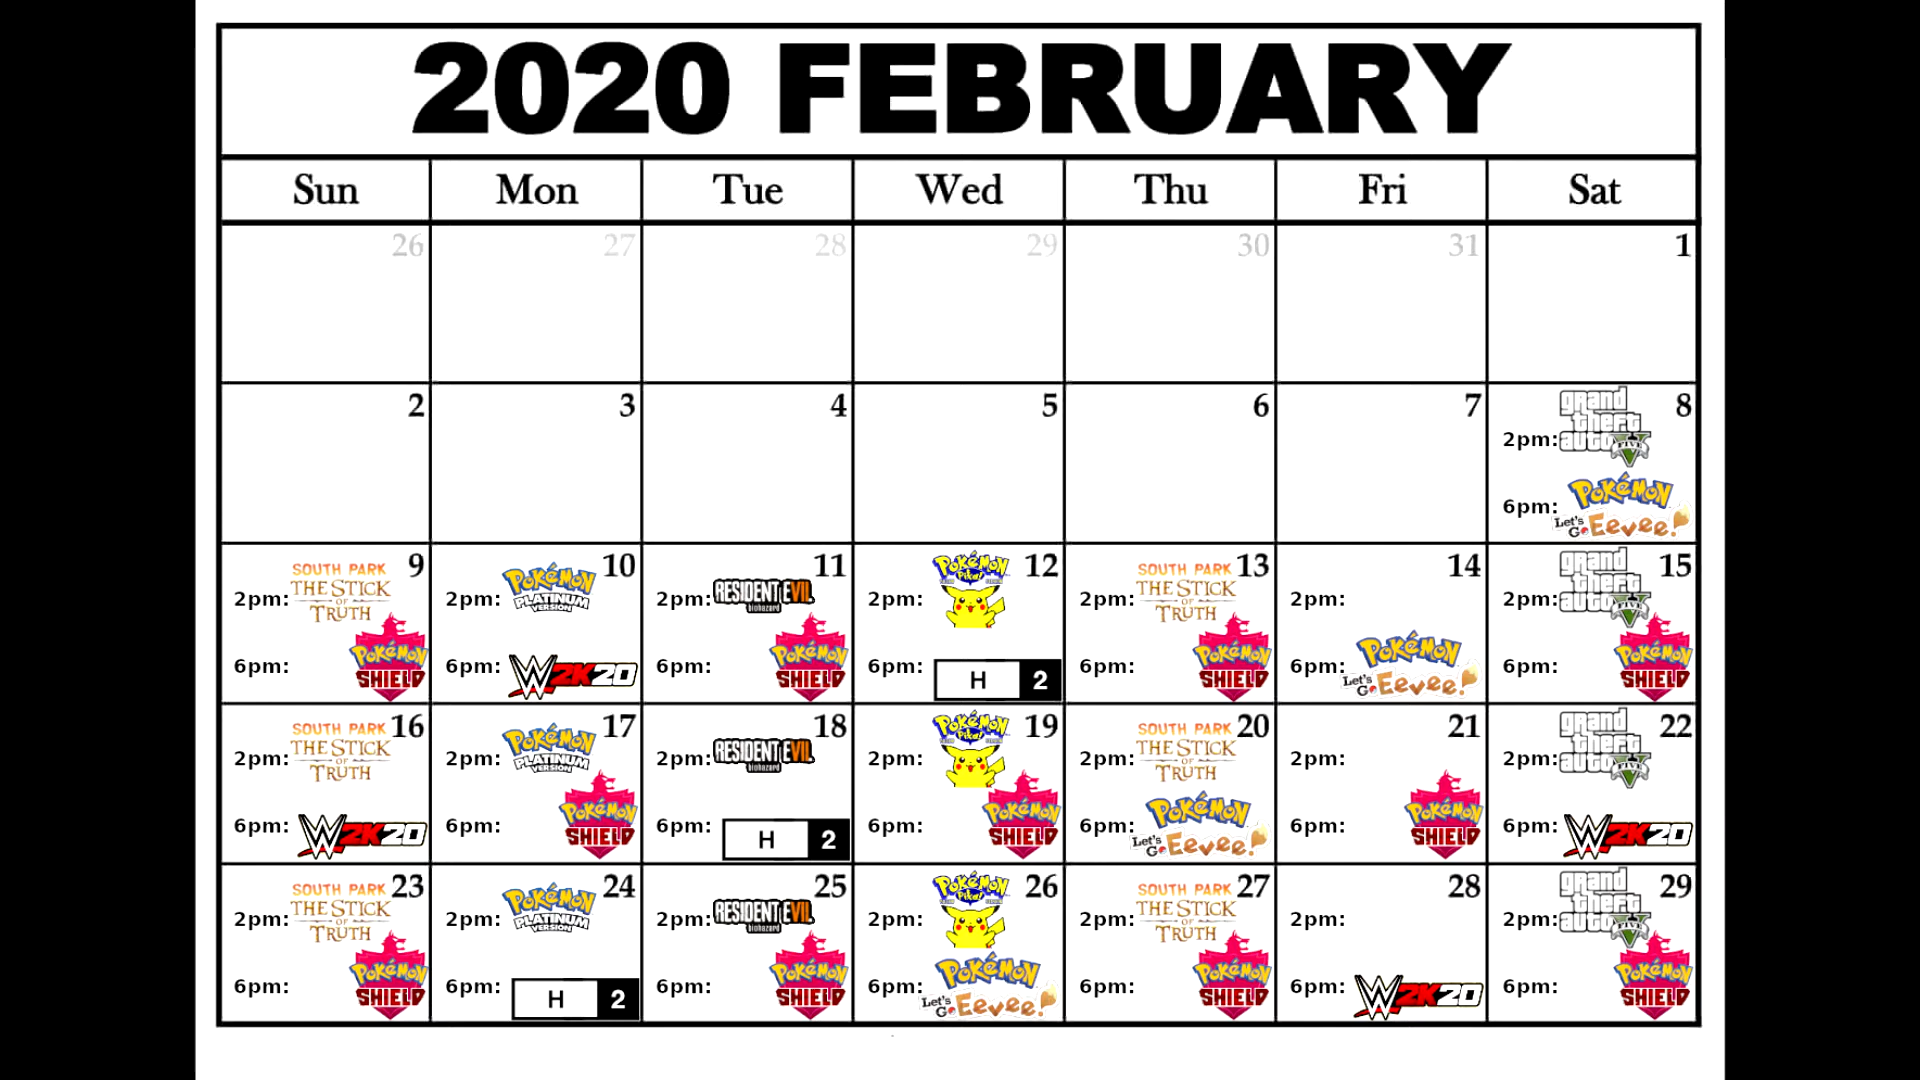 2020 FEBRUARY
Sun Mon Tue Wed Thu Fri Sat
26 27 28 29 30 31 1
2 3 4 5 6 7 8
2pm: grand theft auto V FIVE
6pm: Pokémon Let's Go Eevee!
9
2pm: SOUTH PARK THE STICK OF TRUTH
6pm: Pokémon SHIELD
10
2pm: Pokémon PLATINUM VERSION
6pm: W 2K20
11
2pm: RESIDENT EVIL biohazard
6pm: Pokémon SHIELD
12
2pm: Pokémon
6pm: H 2
13
2pm: SOUTH PARK THE STICK OF TRUTH
6pm: Pokémon SHIELD
14
2pm:
6pm: Pokémon Let's Go Eevee!
15
2pm: grand theft auto V FIVE
6pm: Pokémon SHIELD
16
2pm: SOUTH PARK THE STICK OF TRUTH
6pm: W 2K20
17
2pm: Pokémon PLATINUM VERSION
6pm: Pokémon SHIELD
18
2pm: RESIDENT EVIL biohazard
6pm: H 2
19
2pm: Pokémon
6pm: Pokémon SHIELD
20
2pm: SOUTH PARK THE STICK OF TRUTH
6pm: Pokémon Let's Go Eevee!
21
2pm:
6pm: Pokémon SHIELD
22
2pm: grand theft auto V FIVE
6pm: W 2K20
23
2pm: SOUTH PARK THE STICK OF TRUTH
6pm: Pokémon SHIELD
24
2pm: Pokémon PLATINUM VERSION
6pm: H 2
25
2pm: RESIDENT EVIL biohazard
6pm: Pokémon SHIELD
26
2pm: Pokémon
6pm: Pokémon Let's Go Eevee!
27
2pm: SOUTH PARK THE STICK OF TRUTH
6pm: Pokémon SHIELD
28
2pm:
6pm: W 2K20
29
2pm: grand theft auto V FIVE
6pm: Pokémon SHIELD